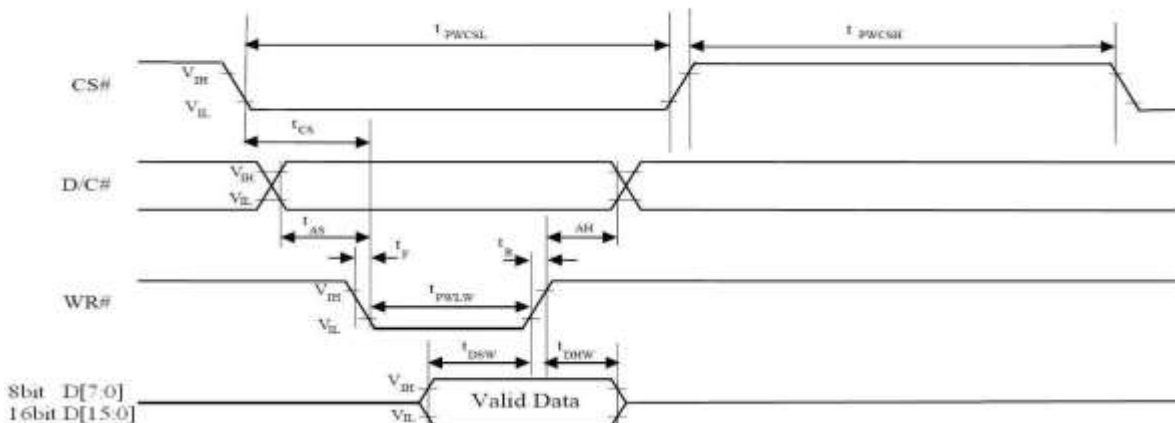 t PWCSL
t PWCSH
CS#
VIH
VIL
tCS
D/C#
VIH
VIL
tAS
AH
tF
tR
WR#
VIH
VIL
tPWLW
tDSW
tDHW
8bit D[7:0]
16bit D[15:0]
VIH
VIL
Valid Data